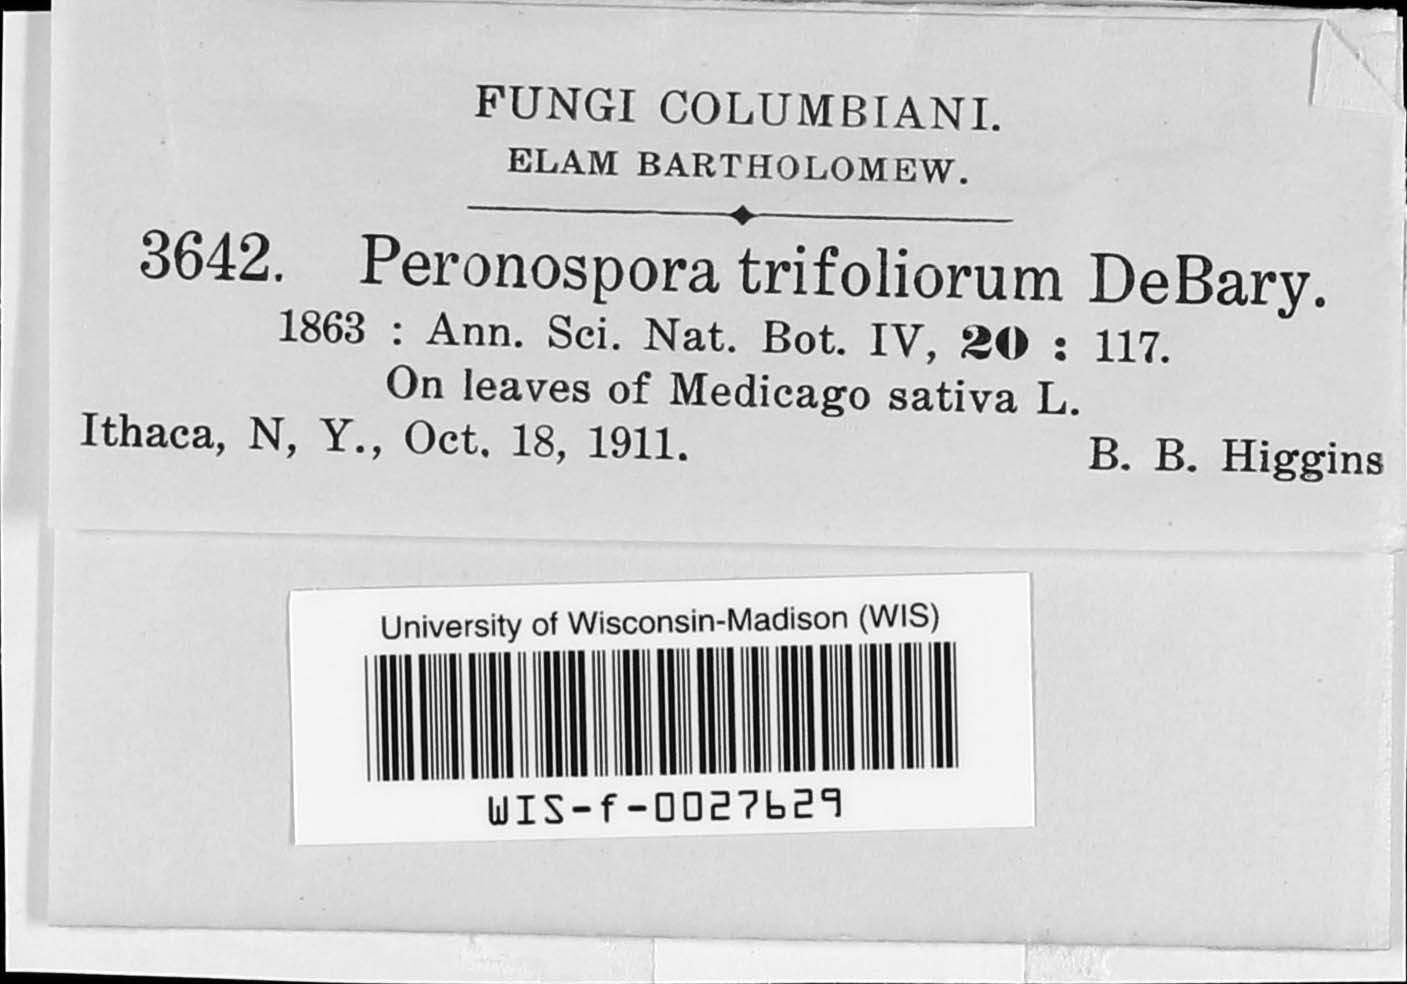 FUNGI COLUMBIANI.
ELAM BARTHOLOMEW.
3642. Peronospora trifoliorum DeBary.
1863 : Ann. Sci. Nat. Bot. IV, 20 : 117.
On leaves of Medicago sativa L.
Ithaca, N, Y., Oct. 18, 1911. B. B. Higgins
University of Wisconsin-Madison (WIS)
WIS-f-0027629